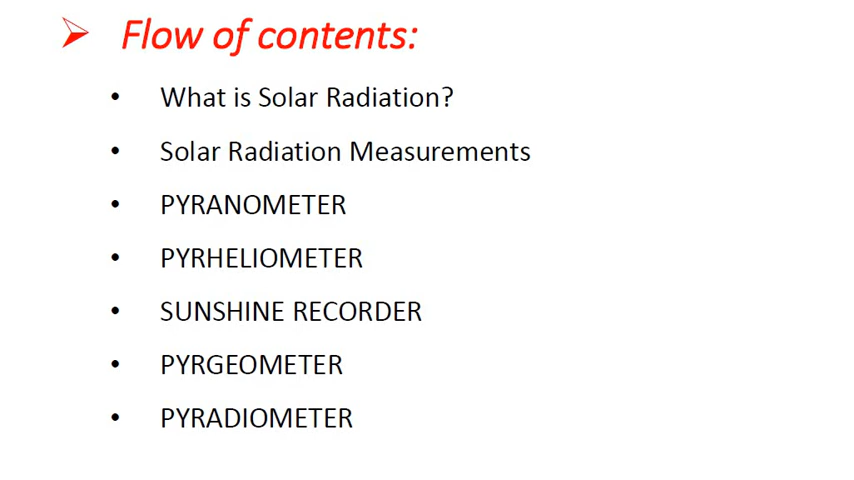 Flow of contents:
What is Solar Radiation?
Solar Radiation Measurements
PYRANOMETER
PYRHELIOMETER
SUNSHINE RECORDER
PYRGEOMETER
PYRADIOMETER